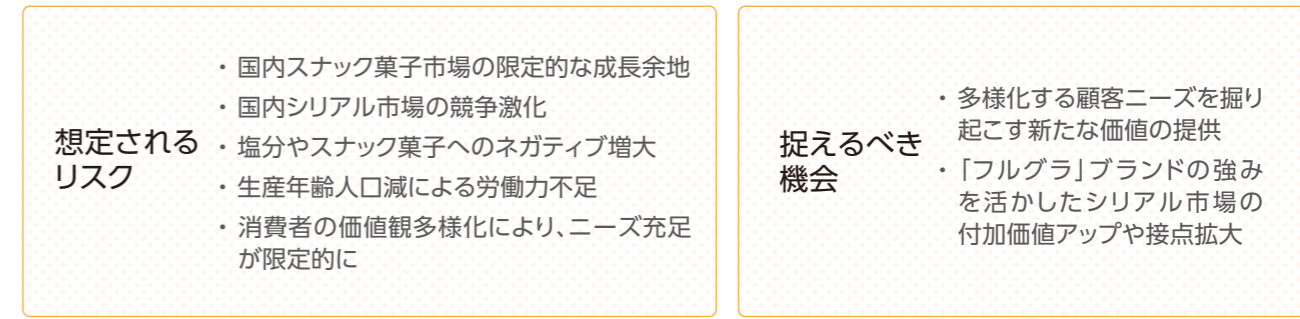 想定される
リスク
・国内スナック菓子市場の限定的な成長余地
・国内シリアル市場の競争激化
・塩分やスナック菓子へのネガティブ増大
・生産年齢人口減による労働力不足
・消費者の価値観多様化により、ニーズ充足
が限定的に
捉えるべき
機会
・多様化する顧客ニーズを掘り
起こす新たな価値の提供
・「フルグラ」ブランドの強み
を活かしたシリアル市場の
付加価値アップや接点拡大